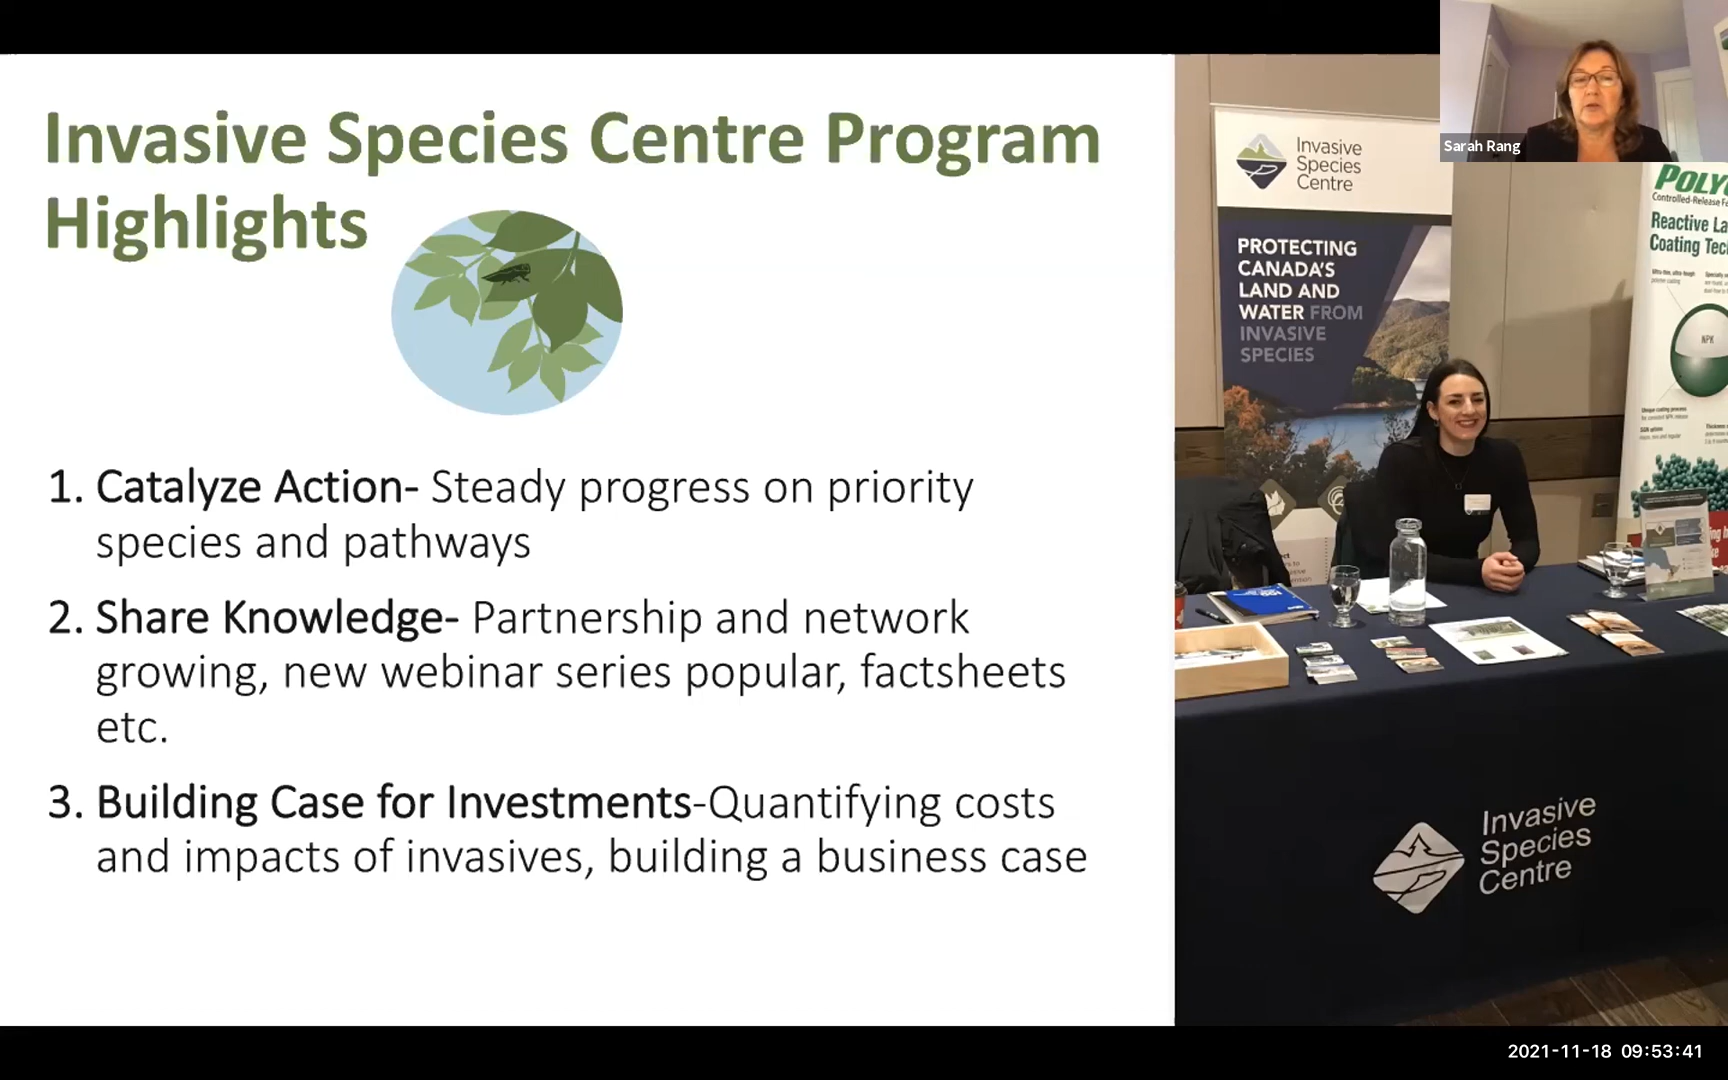 Invasive Species Centre Program
Highlights
1. Catalyze Action- Steady progress on priority
species and pathways
2. Share Knowledge- Partnership and network
growing, new webinar series popular, factsheets
etc.
3. Building Case for Investments-Quantifying costs
and impacts of invasives, building a business case
Invasive
Species
Centre
PROTECTING
CANADA'S
LAND AND
WATER FROM
INVASIVE
SPECIES
Sarah Rang
POLY
Controlled-Release
Reactive La
Coating Tec
NPK
Invasive
Species
Centre
2021-11-18 09:53:41